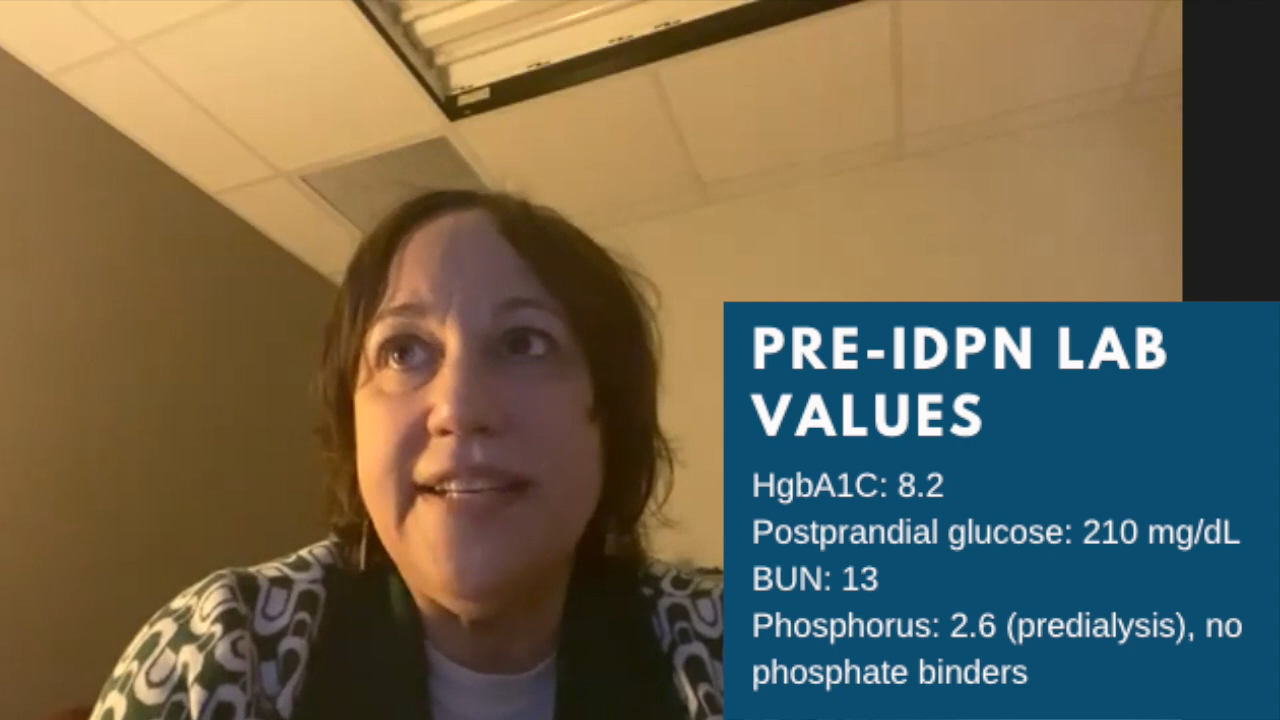 PRE-IDPN LAB
VALUES
HgbA1C: 8.2
Postprandial glucose: 210 mg/dL
BUN: 13
Phosphorus: 2.6 (predialysis), no
phosphate binders